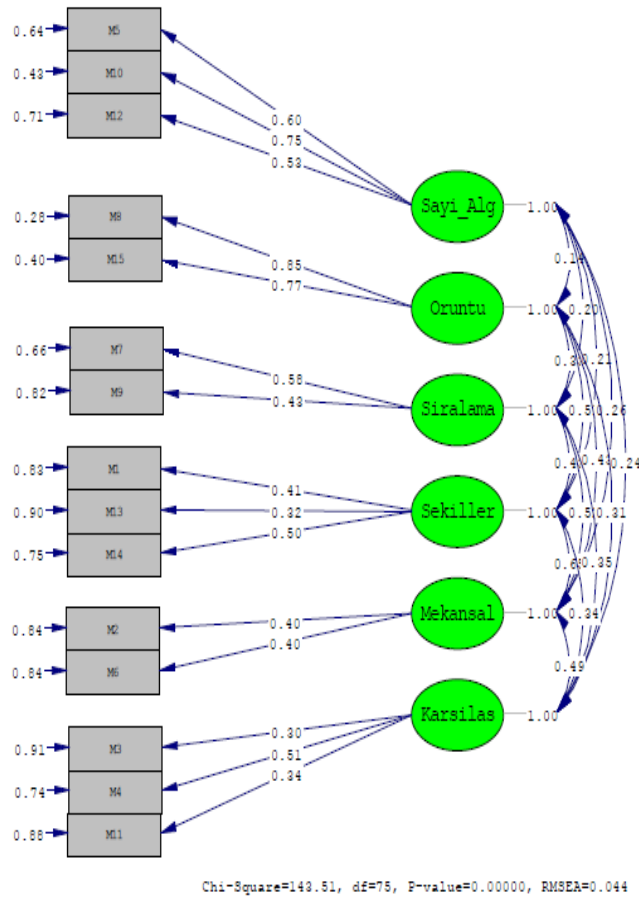 0.64 M5
0.43 M10
0.71 M12
0.60
0.75
0.53
Sayi_Alg 1.00
0.28 M8
0.40 M15
0.85
0.77
Oruntu 1.00
0.14
0.20
0.66 M7
0.82 M9
0.58
0.43
Siralama 1.00
0.21
0.26
0.83 M1
0.90 M13
0.75 M14
0.41
0.32
0.50
Sekiller 1.00
0.24
0.31
0.35
0.84 M2
0.84 M6
0.40
0.40
Mekansal 1.00
0.34
0.49
0.91 M3
0.74 M4
0.88 M11
0.30
0.51
0.34
Karsilas 1.00
Chi-Square=143.51, df=75, P-value=0.00000, RMSEA=0.044